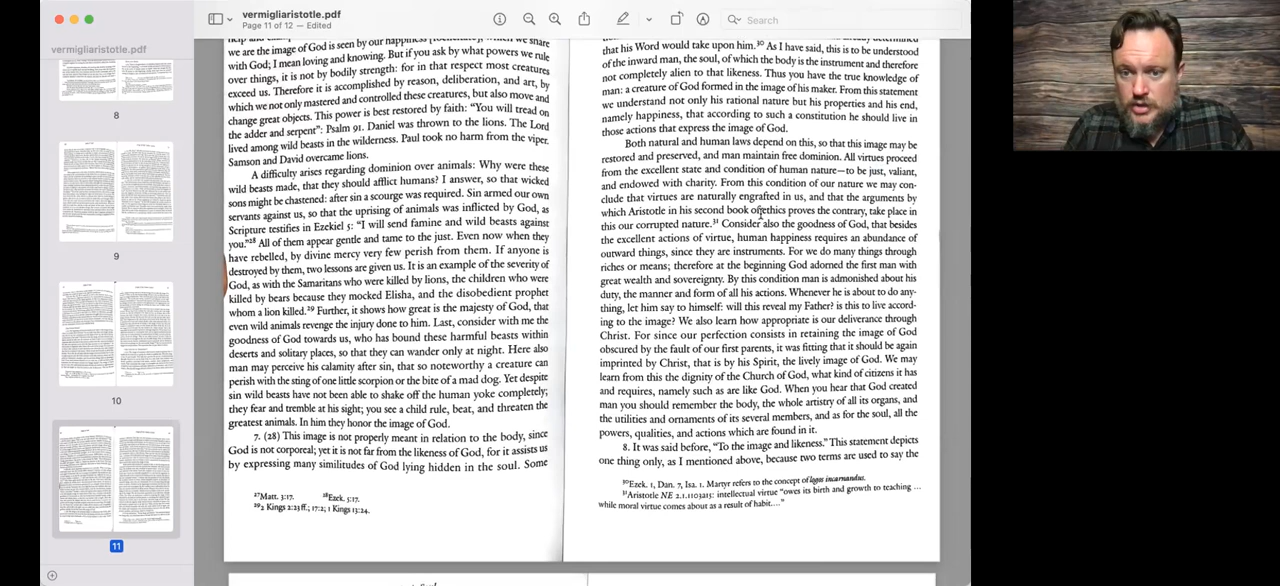 vermigliaristotle.pdf
Page 11 of 12 — Edited
Search
vermigliaristotle.pdf
8
9
10
11
we are the image of God is seen by our happiness which we share
with God; I mean loving and knowing. But if you ask by what powers we rule
over things, it is not by bodily strength: for in that respect most creatures
exceed us. Therefore it is accomplished by reason, deliberation, and art, by
which we not only mastered and controlled these creatures, but also move and
change great objects. This power is best restored by faith: “You will tread on
the adder and serpent”: Psalm 91. Daniel was thrown to the lions. The Lord
lived among wild beasts in the wilderness. Paul took no harm from the viper.
Samson and David overcame lions.
A difficulty arises regarding dominion over animals: Why were these
wild beasts made, that they should afflict humans? I answer, so that wicked
sons might be chastened: after sin a scourge was required. Sin armed our own
servants against us, so that the uprising of animals was inflicted by God, as
Scripture testifies in Ezekiel 5: “I will send famine and wild beasts against
you.”28 All of them appear gentle and tame to the just. Even now when they
have rebelled, by divine mercy very few perish from them. If anyone is
destroyed by them, two lessons are given us. It is an example of the severity of
God, as with the Samaritans who were killed by lions, the children who were
killed by bears because they mocked Elisha, and the disobedient prophet
whom a lion killed.29 Further, it shows how great is the majesty of God, that
even wild animals revenge the injury done to him. Last, consider with me the
goodness of God towards us, who has bound these harmful beasts within
deserts and solitary places, so that they can wander only at night. Here also
man may perceive his calamity after sin, that so noteworthy a creature can
perish with the sting of one little scorpion or the bite of a mad dog. Yet despite
sin wild beasts have not been able to shake off the human yoke completely;
they fear and tremble at his sight; you see a child rule, beat, and threaten the
greatest animals. In him they honor the image of God.
7. (28) This image is not properly meant in relation to the body, since
God is not corporeal; yet it is not far from the likeness of God, for it assists us
by expressing many similitudes of God lying hidden in the soul. Some
27Matt. 3:17. 28Ezek. 5:17.
29 2 Kings 2:23 ff.; 17:2; 1 Kings 13:24.
that his Word would take upon him.30 As I have said, this is to be understood
of the inward man, the soul, of which the body is the instrument and therefore
not completely alien to that likeness. Thus you have the true knowledge of
man: a creature of God formed in the image of his maker. From this statement
we understand not only his rational nature but his properties and his end,
namely happiness, that according to such a constitution he should live in
those actions that express the image of God.
Both natural and human laws depend on this, so that this image may be
restored and preserved, and man maintain free dominion. All virtues proceed
from the excellent state and condition of human nature—to be just, valiant,
and endowed with charity. From this condition of our nature we may con-
clude that virtues are naturally engrafted in us, and that the arguments by
which Aristotle in his second book of ethics proves the contrary, take place in
this our corrupted nature.31 Consider also the goodness of God, that besides
the excellent actions of virtue, human happiness requires an abundance of
outward things, since they are instruments. For we do many things through
riches or means; therefore at the beginning God adorned the first man with
great wealth and sovereignty. By this condition man is admonished about his
duty, the manner and form of all his actions. Whenever he is about to do any-
thing, let him say to himself: will this reveal my Father? is this to live accord-
ing to the image? We also learn how appropriate is our deliverance through
Christ. For since our perfection consists in retaining the image of God
obscured by the fault of our first parents, it was fitting that it should be again
imprinted by Christ, that is by his Spirit, the lively image of God. We may
learn from this the dignity of the Church of God, what kind of citizens it has
and requires, namely such as are like God. When you hear that God created
man you should remember the body, the whole artistry of all its organs, and
the utilities and ornaments of its several members, and as for the soul, all the
powers, qualities, and actions which are found in it.
8. It was said before, “To the image and likeness.” This statement depicts
one thing only, as I mentioned above, because two terms are used to say the
30Ezek. 1, Dan. 7, Isa. 1. Martyr refers to the concept of logos incarnandus.
31Aristotle NE 2.1.1103a15: intellectual virtue “owes its birth and growth to teaching ...
while moral virtue comes about as a result of habit....”